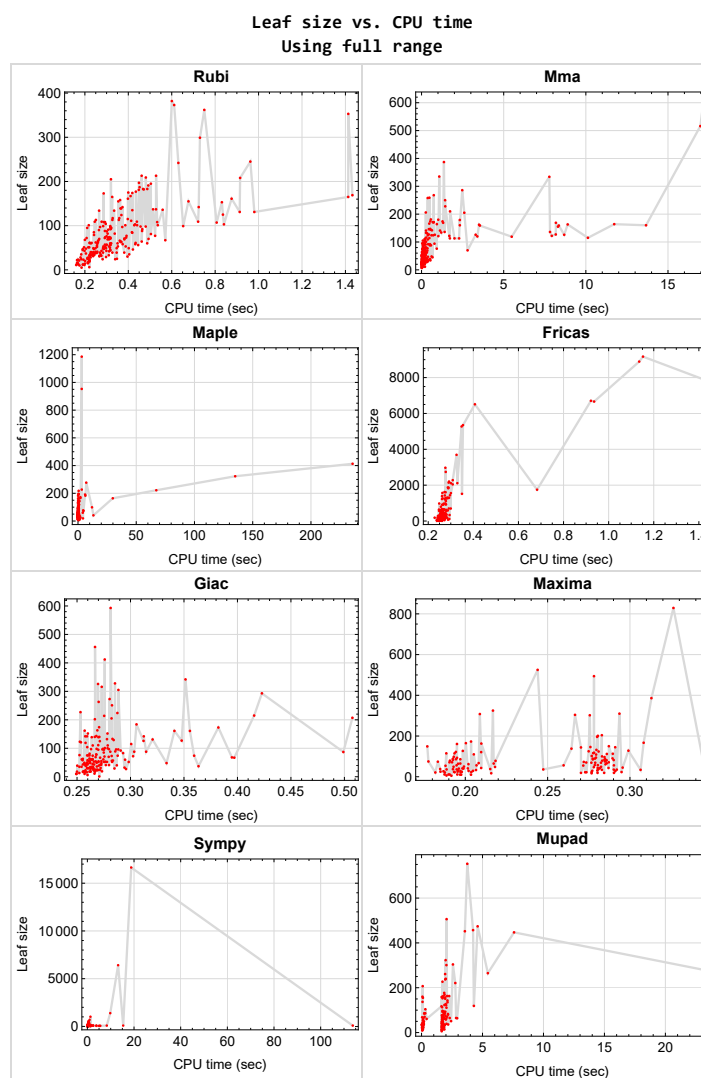 Leaf size vs. CPU time
Using full range
Rubi
Mma
400
300
200
100
0
Leaf size
0.2 0.4 0.6 0.8 1.0 1.2 1.4
CPU time (sec)
600
500
400
300
200
100
0
Leaf size
0 5 10 15
CPU time (sec)
Maple
Fricas
1200
1000
800
600
400
200
0
Leaf size
0 50 100 150 200
CPU time (sec)
8000
6000
4000
2000
0
Leaf size
0.2 0.4 0.6 0.8 1.0 1.2 1.4
CPU time (sec)
Giac
Maxima
600
500
400
300
200
100
0
Leaf size
0.25 0.30 0.35 0.40 0.45 0.50
CPU time (sec)
800
600
400
200
0
Leaf size
0.20 0.25 0.30
CPU time (sec)
Sympy
Mupad
15 000
10 000
5000
0
Leaf size
0 20 40 60 80 100
CPU time (sec)
600
400
200
0
Leaf size
0 5 10 15 20
CPU time (sec)